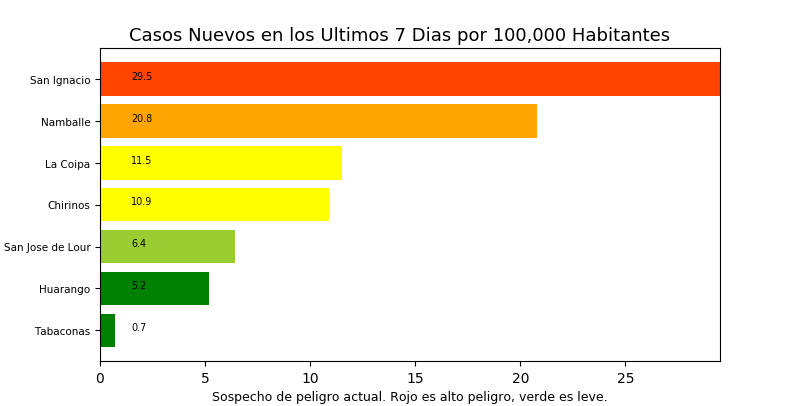 Casos Nuevos en los Ultimos 7 Dias por 100,000 Habitantes
San Ignacio 29.5
Namballe 20.8
La Coipa 11.5
Chirinos 10.9
San Jose de Lour 6.4
Huarango 5.2
Tabaconas 0.7
0 5 10 15 20 25
Sospecho de peligro actual. Rojo es alto peligro, verde es leve.